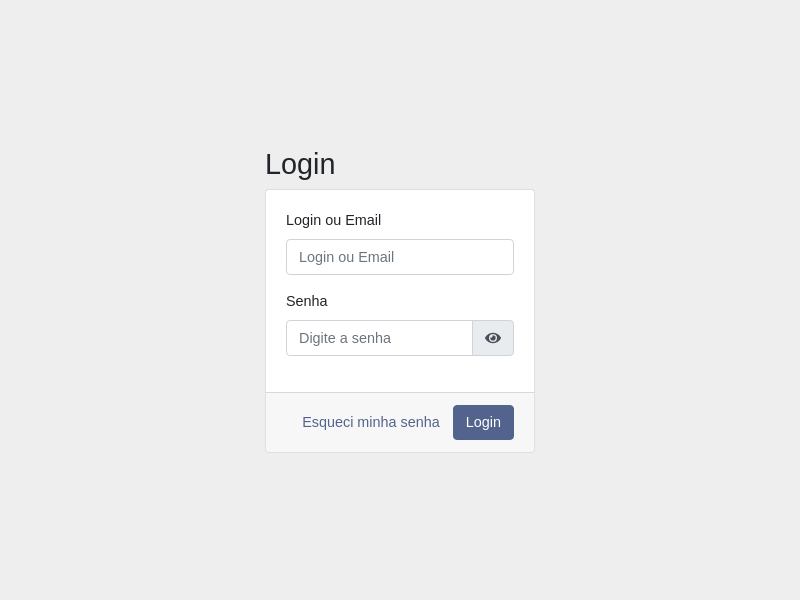 Login
Login ou Email
Login ou Email
Senha
Digite a senha
Esqueci minha senha Login